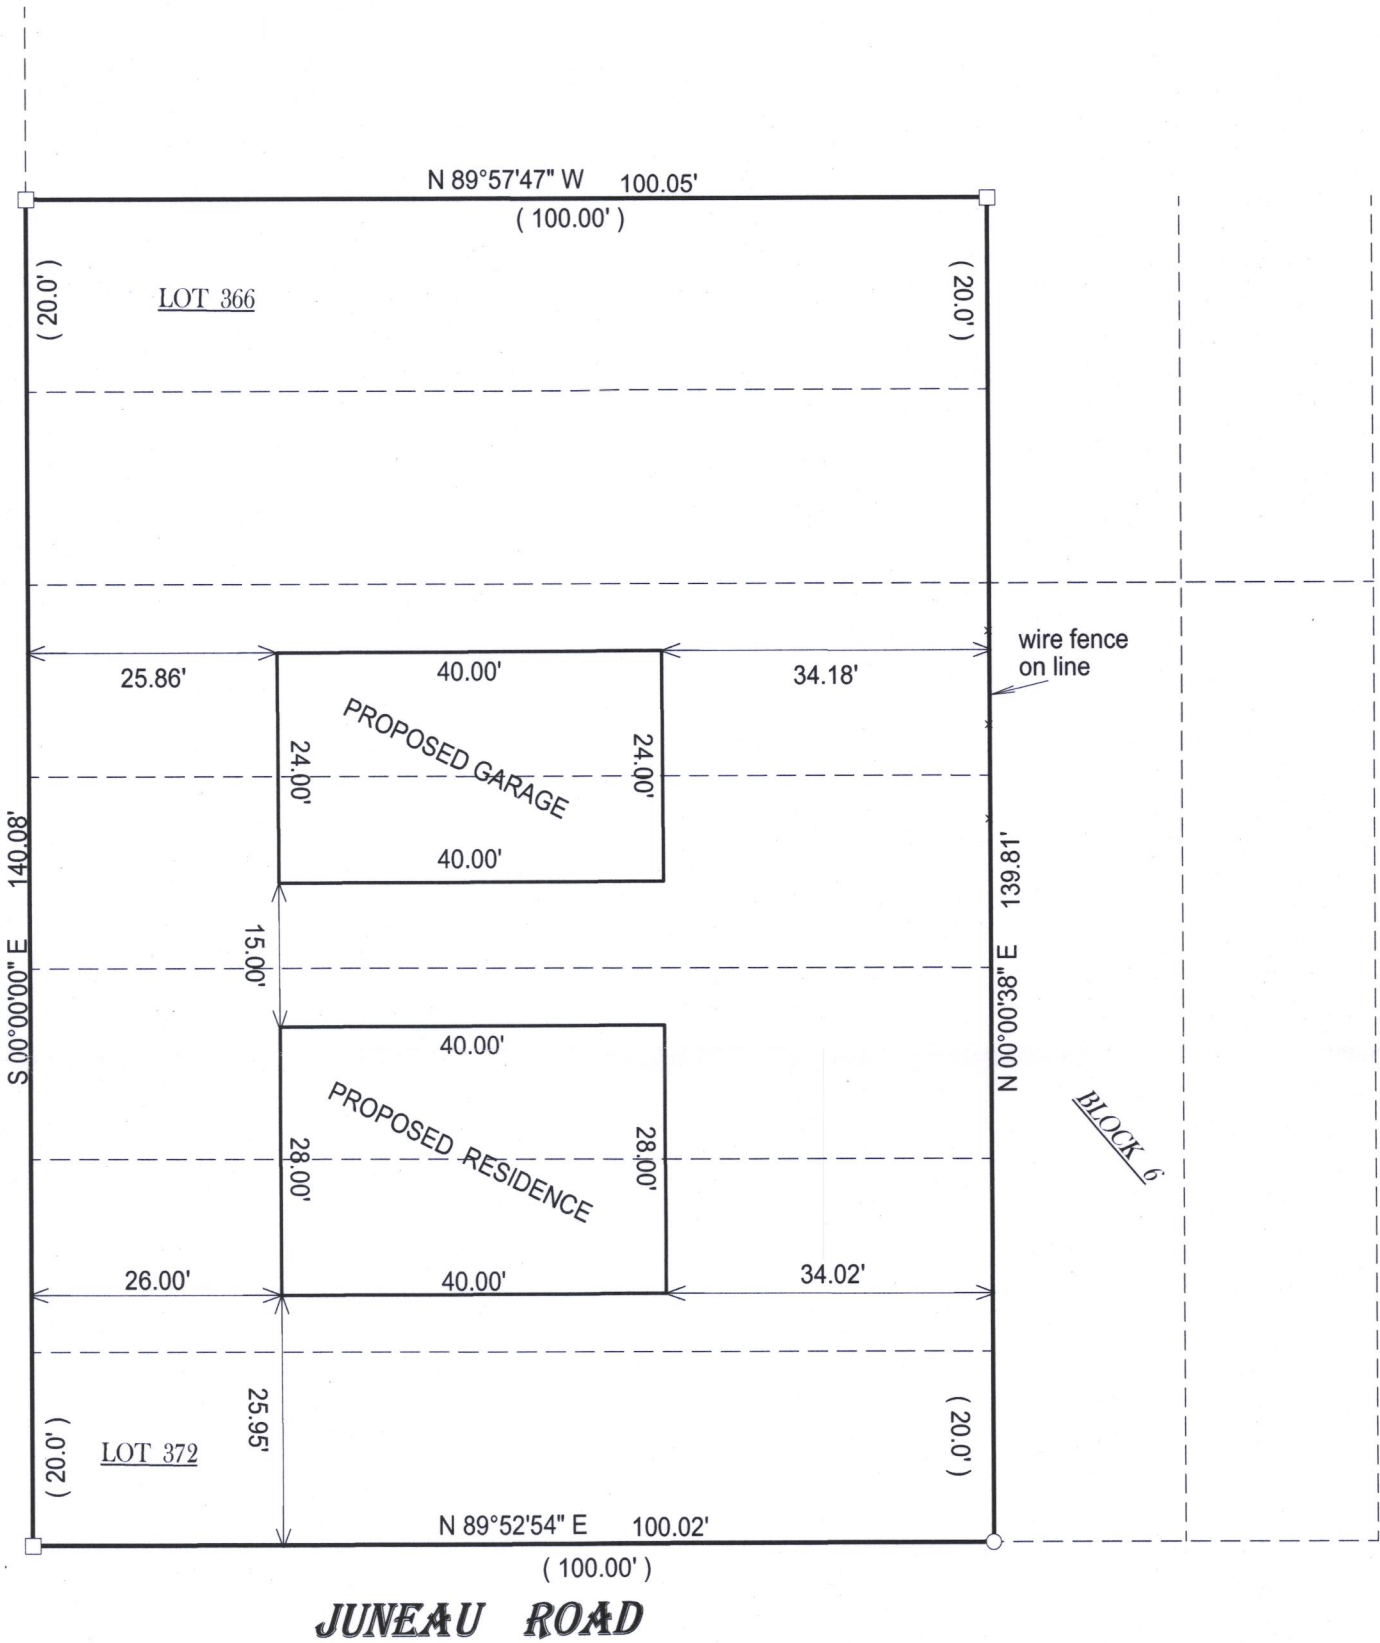 N 89°57'47" W 100.05'
( 100.00' )
( 20.0' )
LOT 366
( 20.0' )
wire fence
on line
25.86'
40.00'
34.18'
PROPOSED GARAGE
24.00'
24.00'
40.00'
S 00°00'00" E 140.08'
N 00°00'38" E 139.81'
15.00'
40.00'
PROPOSED RESIDENCE
28.00'
28.00'
BLOCK 6
26.00'
40.00'
34.02'
25.95'
( 20.0' )
LOT 372
( 20.0' )
N 89°52'54" E 100.02'
( 100.00' )
JUNEAU ROAD